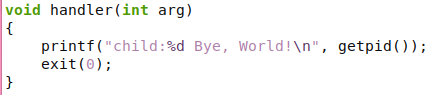 void handler(int arg)
{
    printf("child:%d Bye, World!\n", getpid());
    exit(0);
}